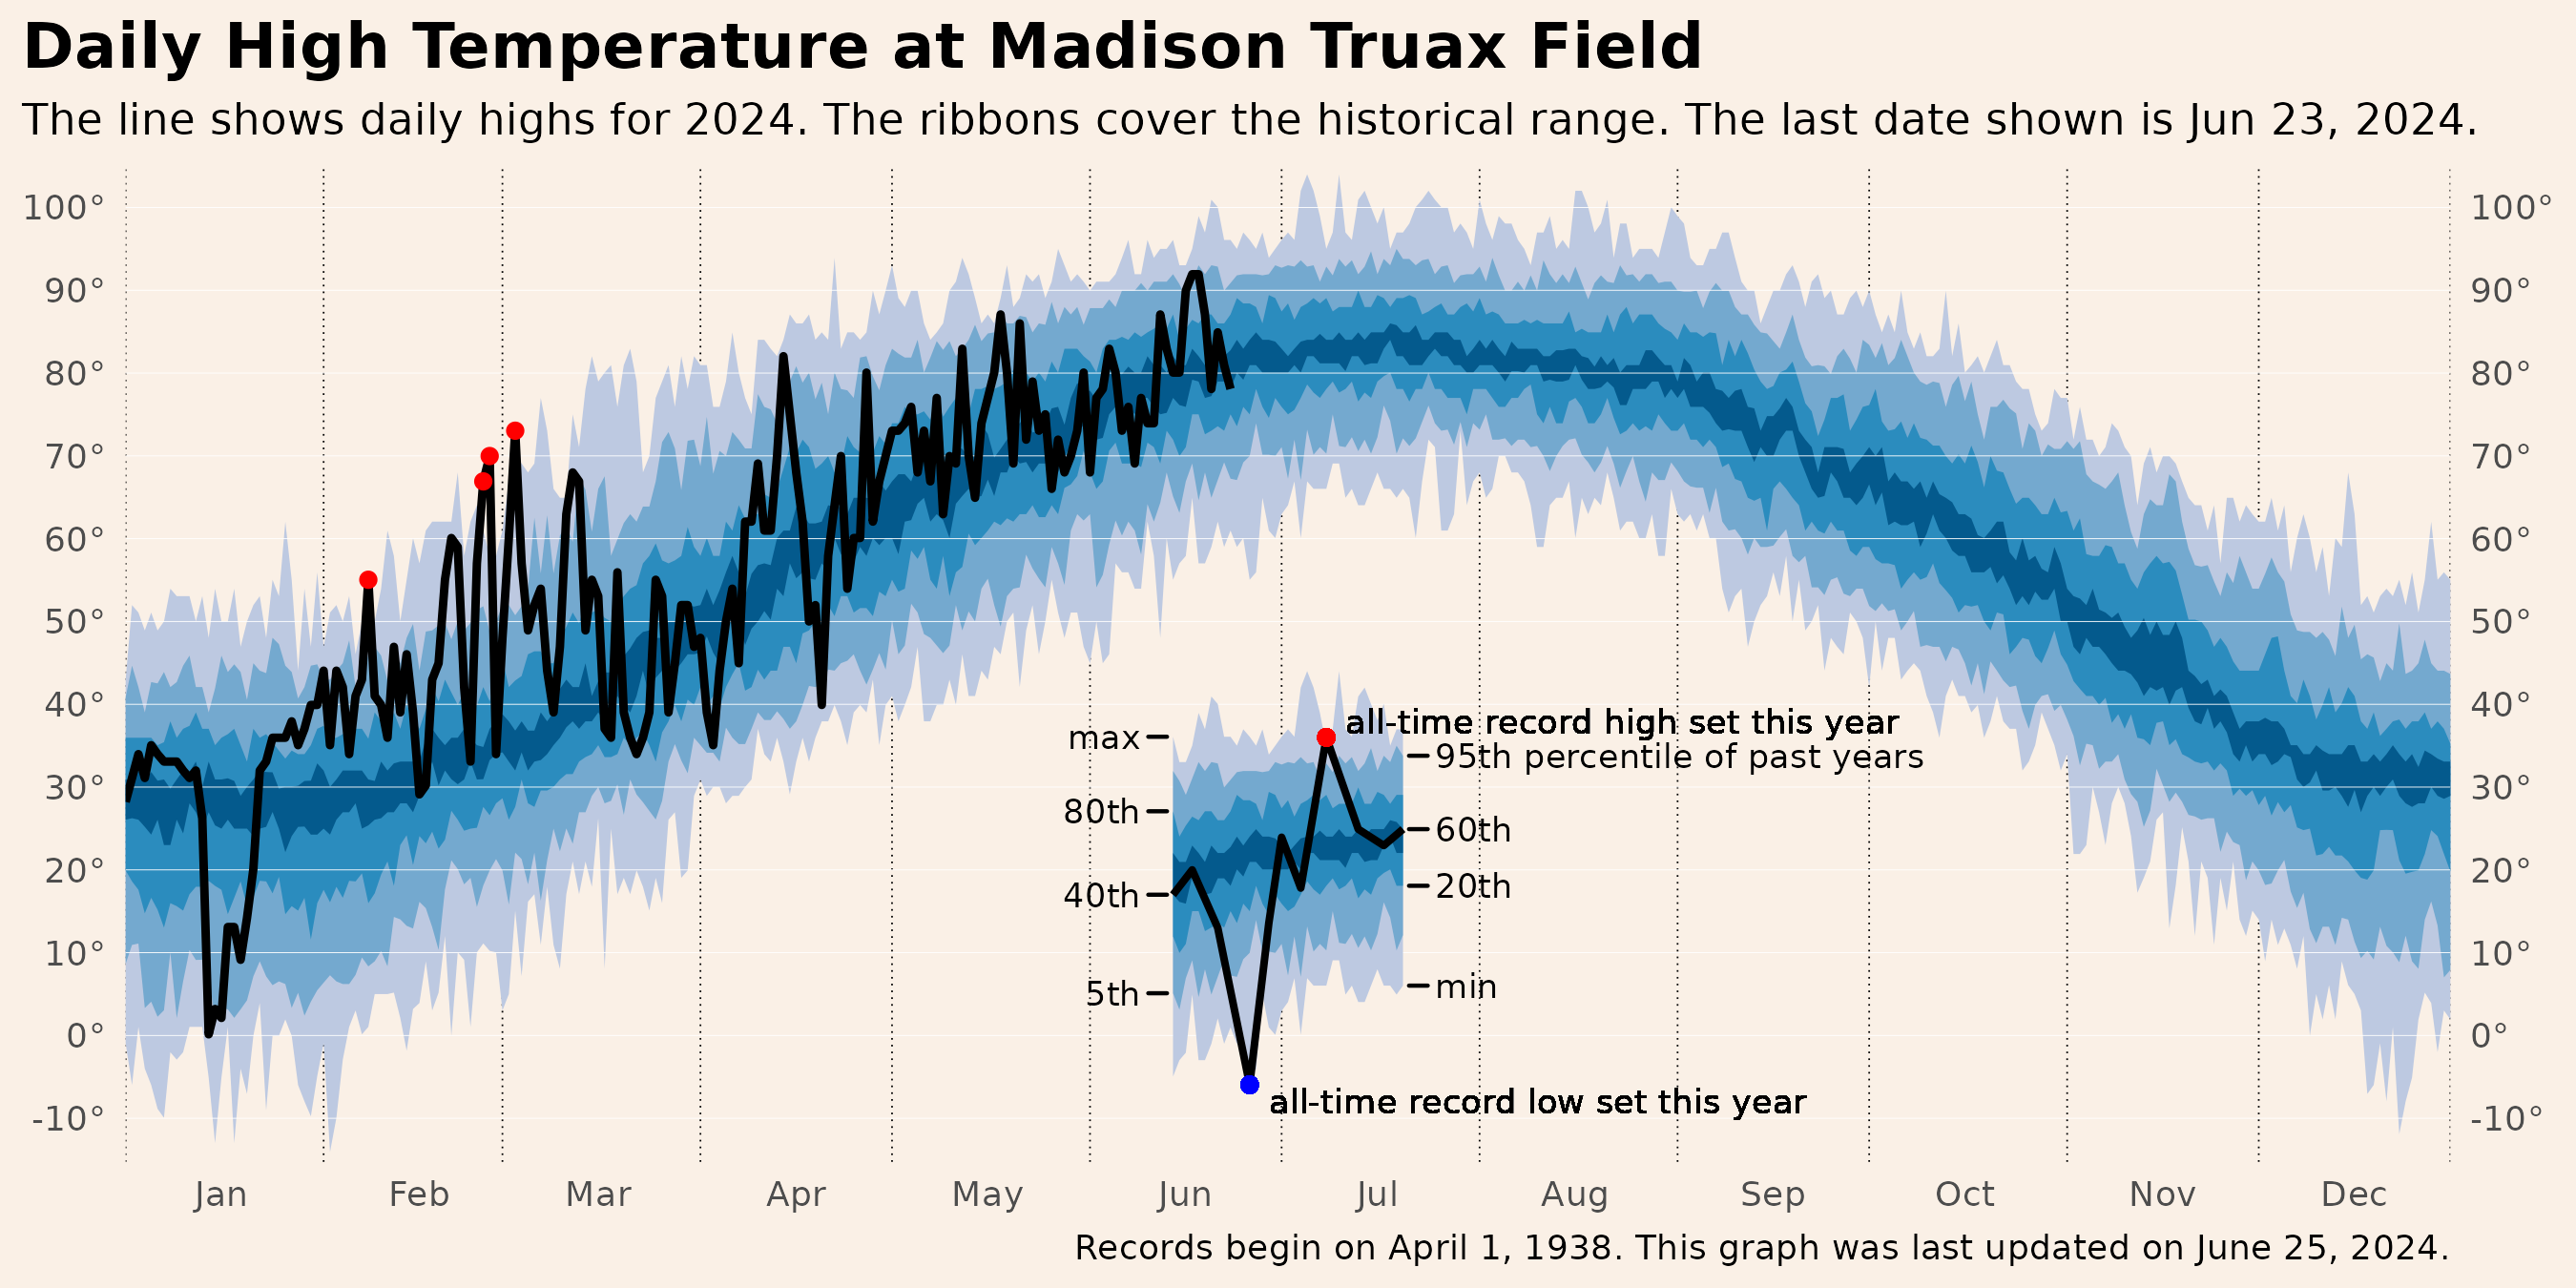 Daily High Temperature at Madison Truax Field
The line shows daily highs for 2024. The ribbons cover the historical range. The last date shown is Jun 23, 2024.
100° 100°
90° 90°
80° 80°
70° 70°
60° 60°
50° 50°
40° 40°
30° 30°
20° 20°
10° 10°
0° 0°
-10° -10°
all-time record high set this year
max
95th percentile of past years
80th
60th
20th
40th
min
5th
all-time record low set this year
Jan Feb Mar Apr May Jun Jul Aug Sep Oct Nov Dec
Records begin on April 1, 1938. This graph was last updated on June 25, 2024.